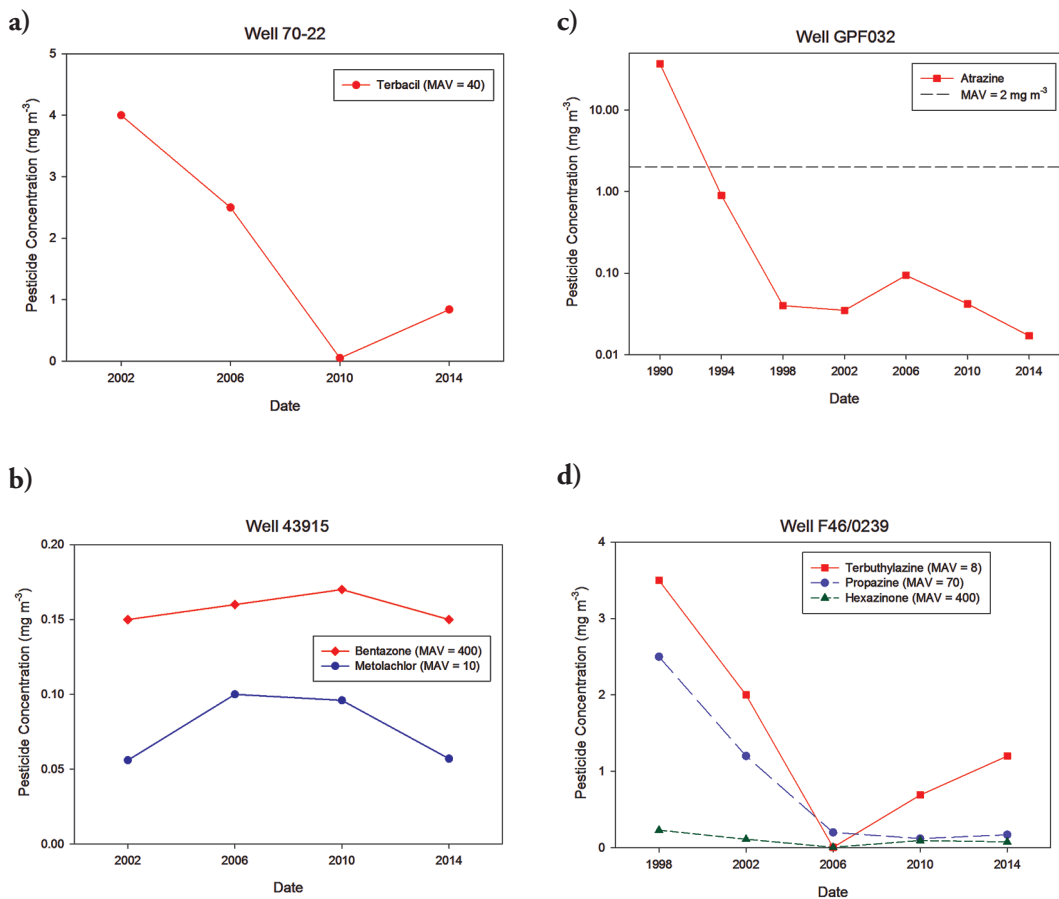 a)
Well 70-22
Pesticide Concentration (mg m⁻³)
5
4
3
2
1
0
Terbacil (MAV = 40)
2002 2006 2010 2014
Date
b)
Well 43915
Pesticide Concentration (mg m⁻³)
0.20
0.15
0.10
0.05
0.00
Bentazone (MAV = 400)
Metolachlor (MAV = 10)
2002 2006 2010 2014
Date
c)
Well GPF032
Pesticide Concentration (mg m⁻³)
10.00
1.00
0.10
0.01
Atrazine
MAV = 2 mg m⁻³
1990 1994 1998 2002 2006 2010 2014
Date
d)
Well F46/0239
Pesticide Concentration (mg m⁻³)
4
3
2
1
0
Terbuthylazine (MAV = 8)
Propazine (MAV = 70)
Hexazinone (MAV = 400)
1998 2002 2006 2010 2014
Date